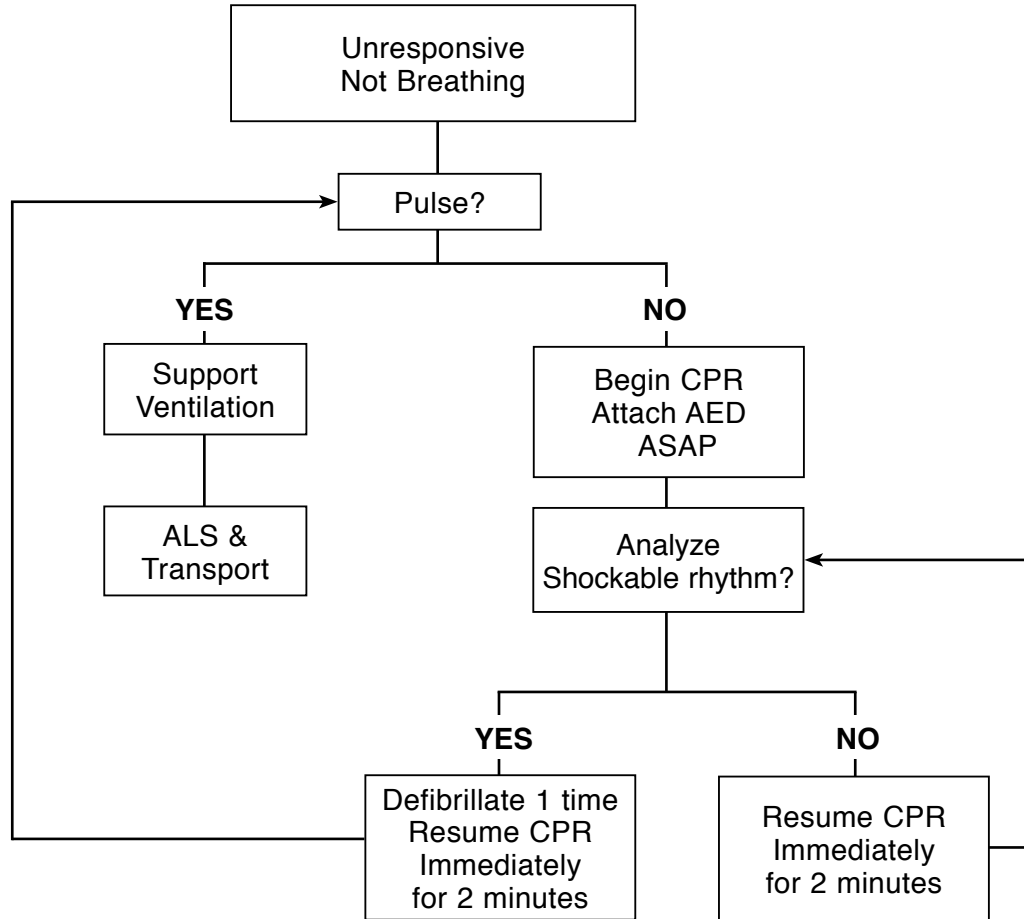 Unresponsive
Not Breathing
Pulse?
YES
NO
Support
Ventilation
Begin CPR
Attach AED
ASAP
ALS &
Transport
Analyze
Shockable rhythm?
YES
NO
Defibrillate 1 time
Resume CPR
Immediately
for 2 minutes
Resume CPR
Immediately
for 2 minutes